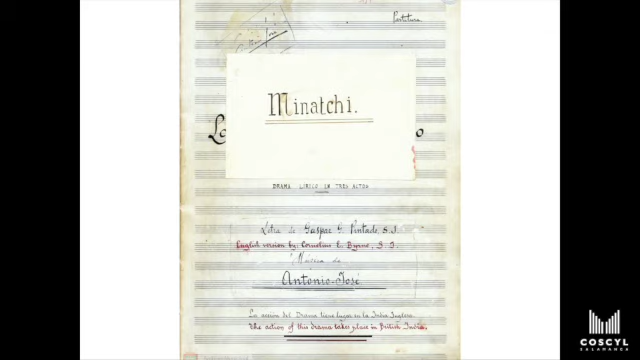 Partitura
Minatchi.
Lo
o
DRAMA LIRICO EN TRES ACTOS
Letra de Gaspar G. Pintado, S.J.
English version by: Cornelius E. Byrne, S.J.
Música de
Antonio-José
La acción del Drama tiene lugar en la India Inglesa
The action of this drama takes place in British India.
COSCYL
SALAMANCA